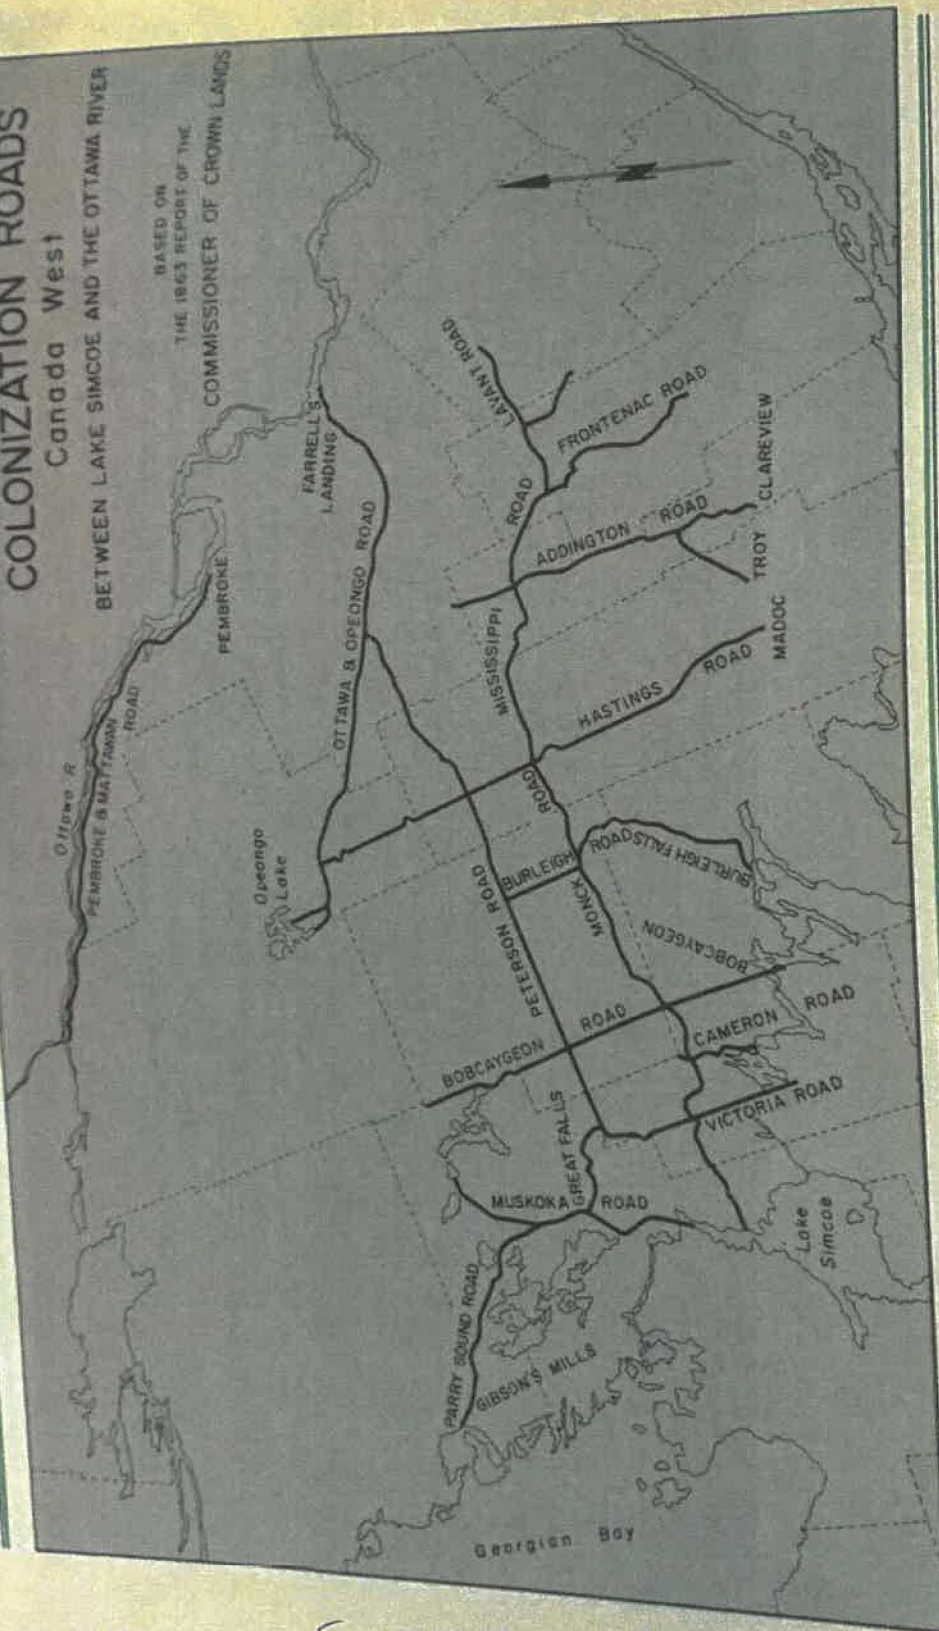 COLONIZATION ROADS
Canada West
BETWEEN LAKE SIMCOE AND THE OTTAWA RIVER
BASED ON
THE 1863 REPORT OF THE
COMMISSIONER OF CROWN LANDS
Ottawa R
PEMBROKE & MATTAWAN
ROAD
PEMBROKE
Opeongo
Lake
OTTAWA & OPEONGO ROAD
FARRELL'S
LANDING
LAVANT ROAD
FRONTENAC ROAD
MISSISSIPPI
ROAD
ADDINGTON ROAD
CLAREVIEW
TROY
MADOC
HASTINGS
ROAD
ROAD
PETERSON ROAD
BURLEIGH
ROAD
BURLEIGH FALLS
MONCK
BOBCAYGEON
BOBCAYGEON
ROAD
CAMERON
ROAD
VICTORIA ROAD
GREAT FALLS
MUSKOKA
ROAD
PARRY SOUND ROAD
GIBSON'S MILLS
Lake
Simcoe
Georgian Bay